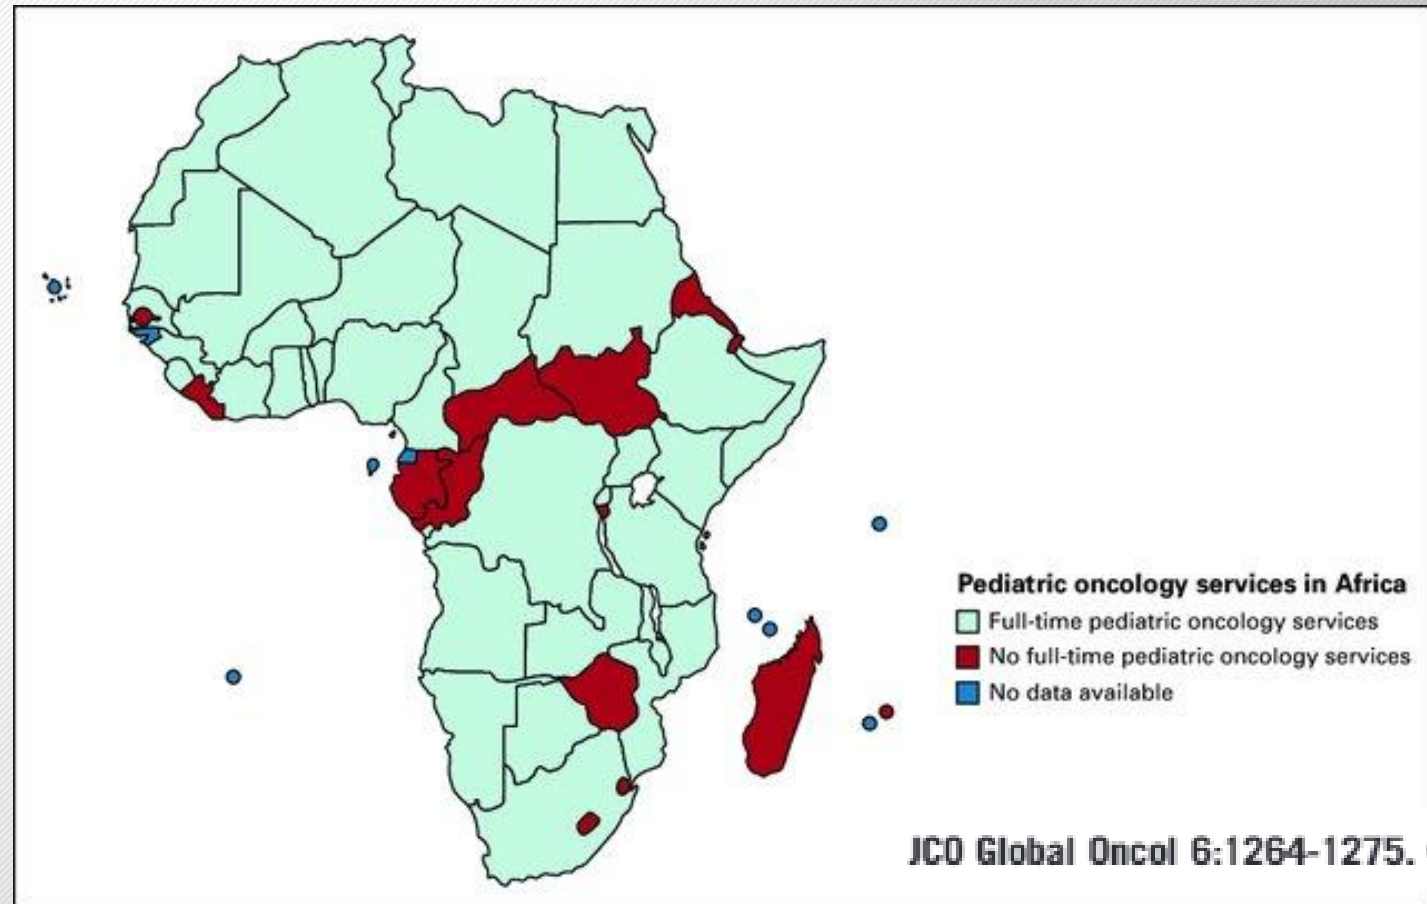 Pediatric oncology services in Africa
Full-time pediatric oncology services
No full-time pediatric oncology services
No data available
JCO Global Oncol 6:1264-1275.